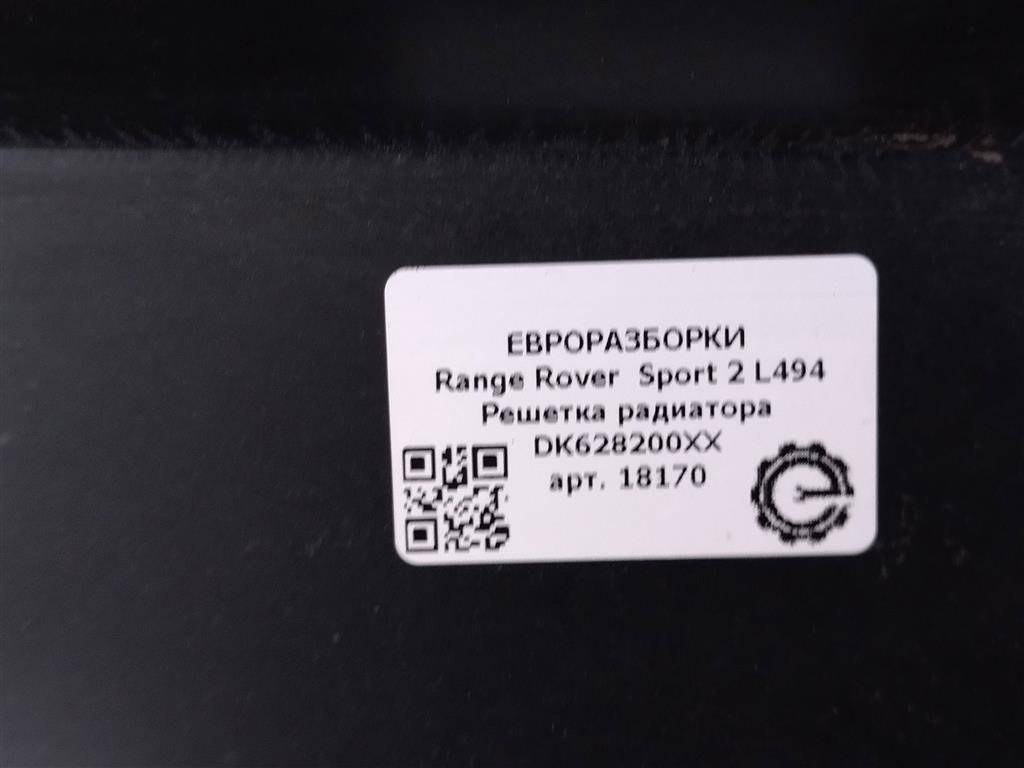 ЕВРОРАЗБОРКИ
Range Rover Sport 2 L494
Решетка радиатора
DK628200XX
арт. 18170